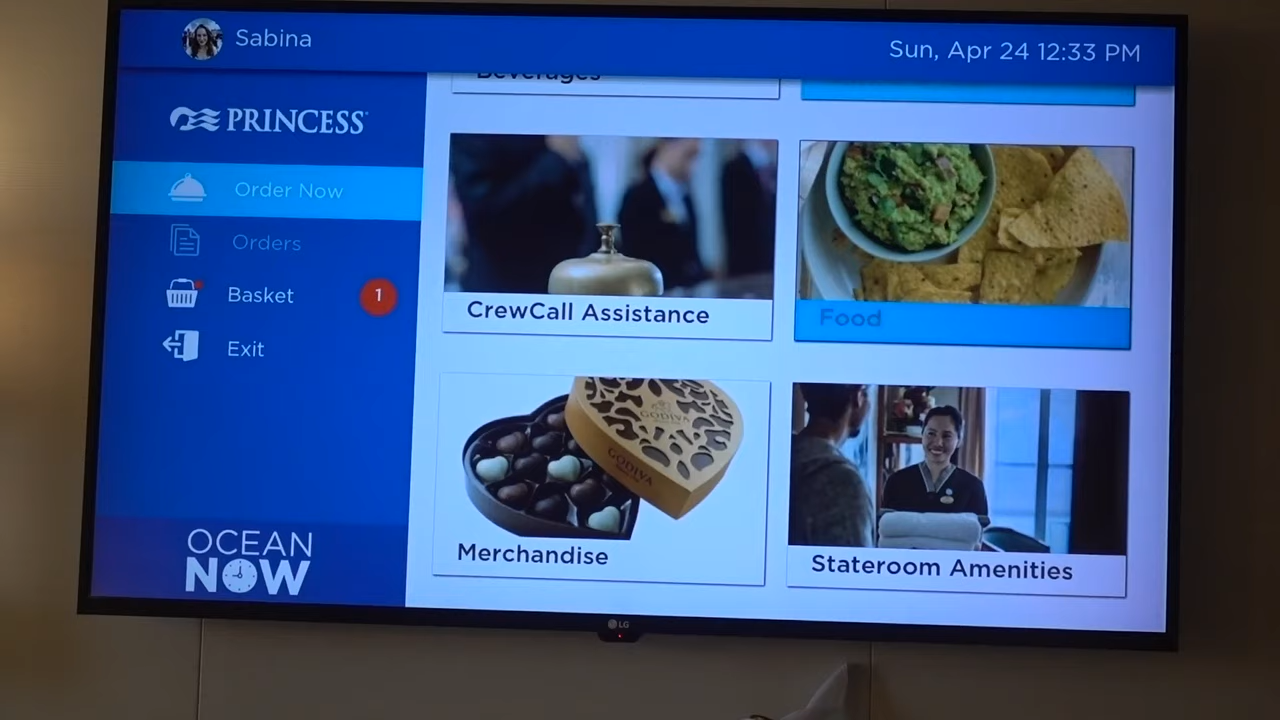 Sabina
Sun, Apr 24 12:33 PM
PRINCESS
Order Now
Orders
Basket
1
Exit
OCEAN
NOW
Beverages
CrewCall Assistance
Food
GODIVA
GODIVA
Merchandise
Stateroom Amenities
LG